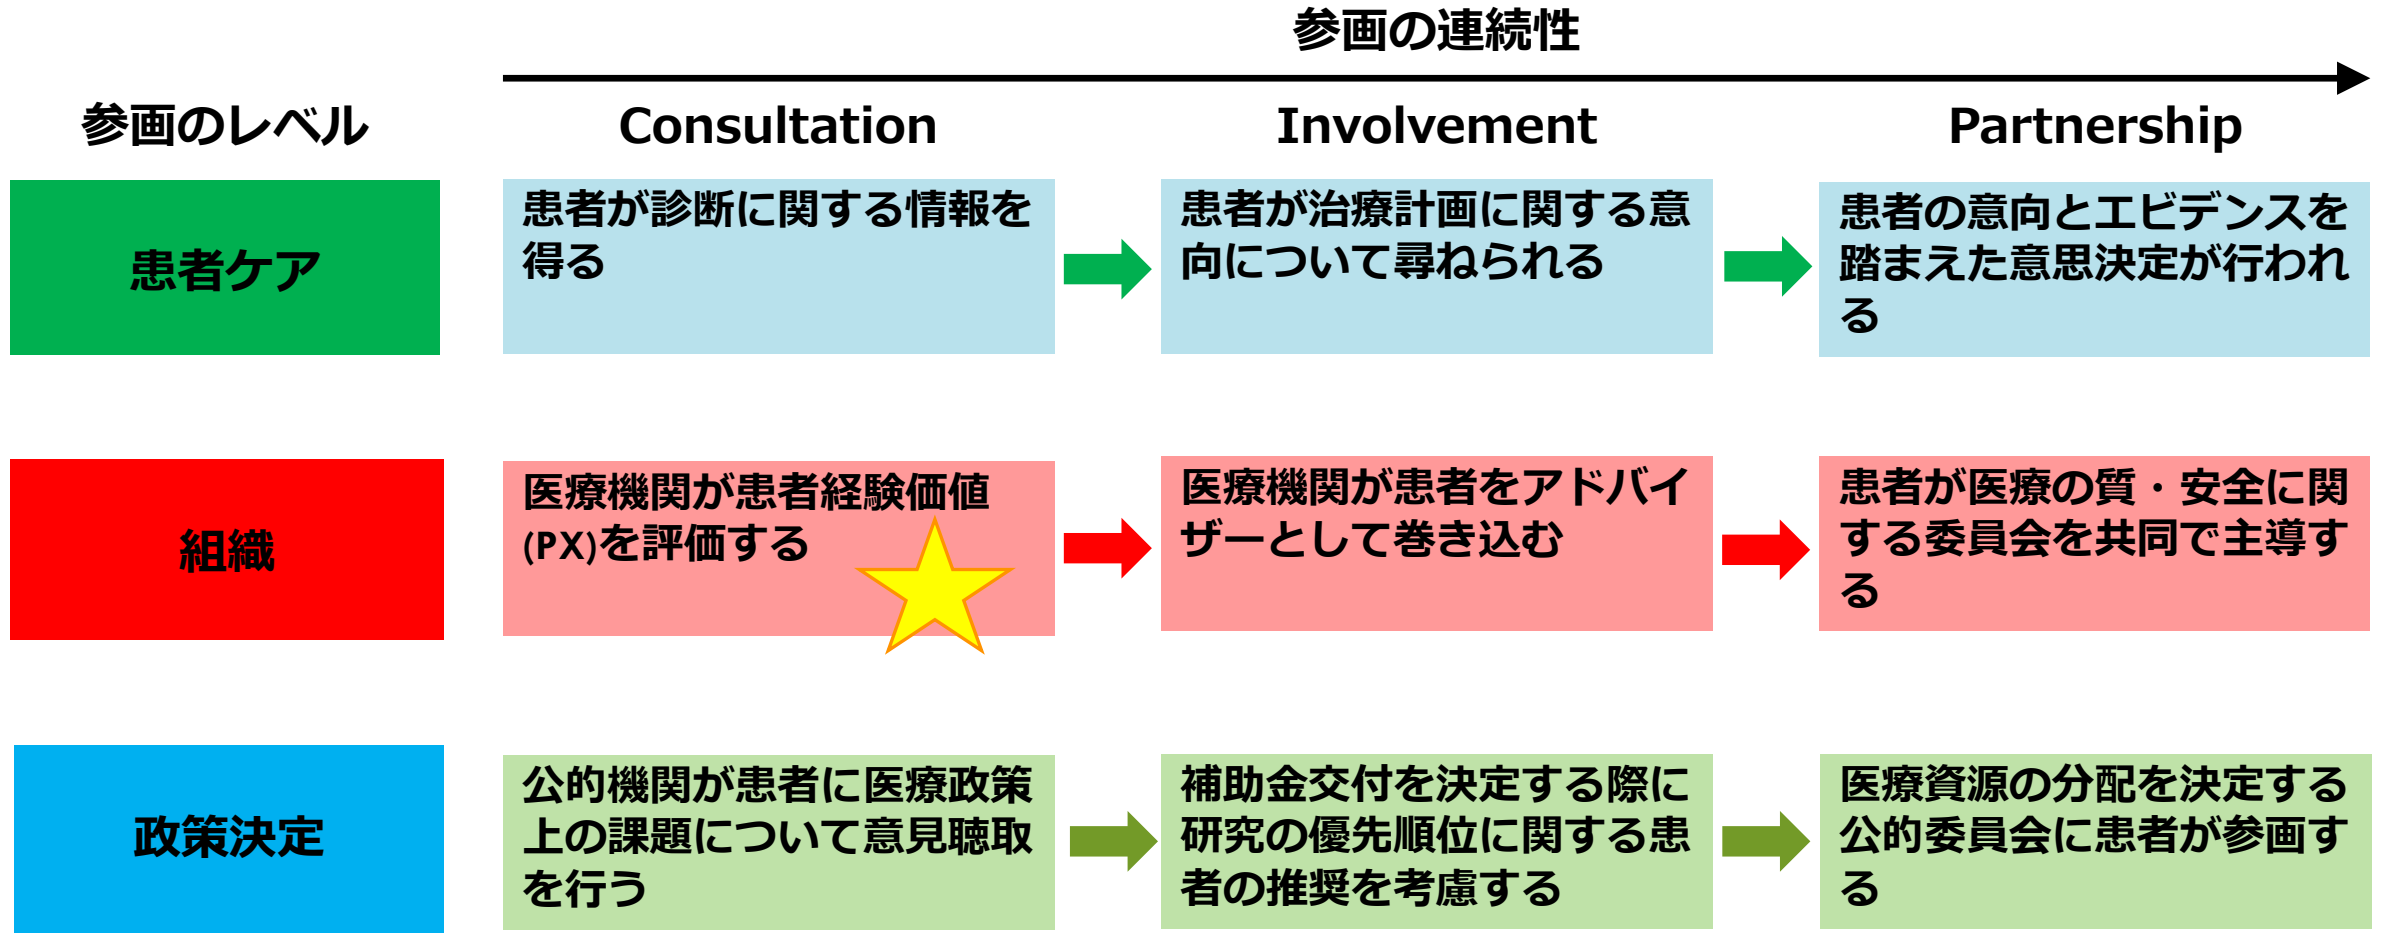 参画の連続性
参画のレベル
Consultation
Involvement
Partnership
患者ケア
患者が診断に関する情報を
得る
患者が治療計画に関する意
向について尋ねられる
患者の意向とエビデンスを
踏まえた意思決定が行われ
る
組織
医療機関が患者経験価値
(PX)を評価する
医療機関が患者をアドバイ
ザーとして巻き込む
患者が医療の質・安全に関
する委員会を共同で主導す
る
政策決定
公的機関が患者に医療政策
上の課題について意見聴取
を行う
補助金交付を決定する際に
研究の優先順位に関する患
者の推奨を考慮する
医療資源の分配を決定する
公的委員会に患者が参画す
る